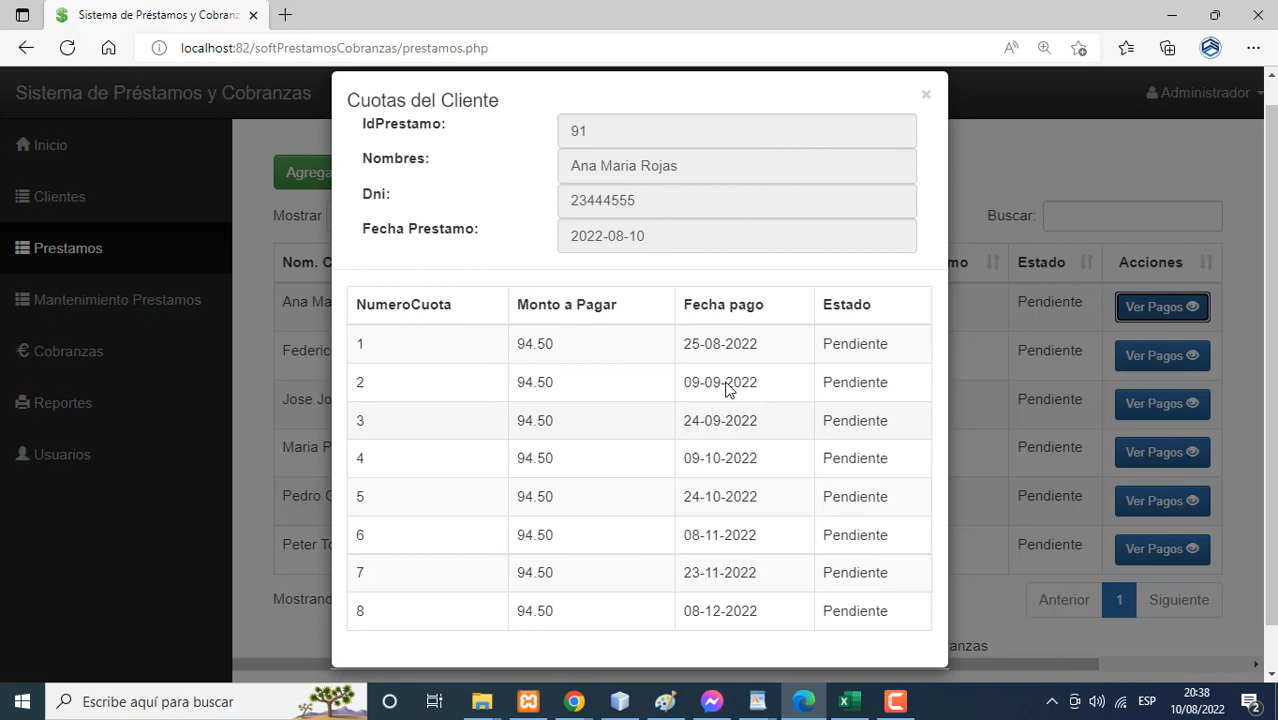 Sistema de Préstamos y Cobranz
localhost:82/softPrestamosCobranzas/prestamos.php
Sistema de Préstamos y Cobranzas
Administrador
Inicio
Clientes
Prestamos
Mantenimiento Prestamos
Cobranzas
Reportes
Usuarios
Agrega
Mostrar
Buscar:
Nom. C
mo
Estado
Acciones
Ana Ma
Pendiente
Ver Pagos
Federic
Pendiente
Ver Pagos
Jose Jo
Pendiente
Ver Pagos
Maria P
Pendiente
Ver Pagos
Pedro G
Pendiente
Ver Pagos
Peter To
Pendiente
Ver Pagos
Mostrand
Anterior
1
Siguiente
anzas
Cuotas del Cliente
×
IdPrestamo:
91
Nombres:
Ana Maria Rojas
Dni:
23444555
Fecha Prestamo:
2022-08-10
NumeroCuota Monto a Pagar Fecha pago Estado
1 94.50 25-08-2022 Pendiente
2 94.50 09-09-2022 Pendiente
3 94.50 24-09-2022 Pendiente
4 94.50 09-10-2022 Pendiente
5 94.50 24-10-2022 Pendiente
6 94.50 08-11-2022 Pendiente
7 94.50 23-11-2022 Pendiente
8 94.50 08-12-2022 Pendiente
Escribe aquí para buscar
ESP
20:38
10/08/2022
2